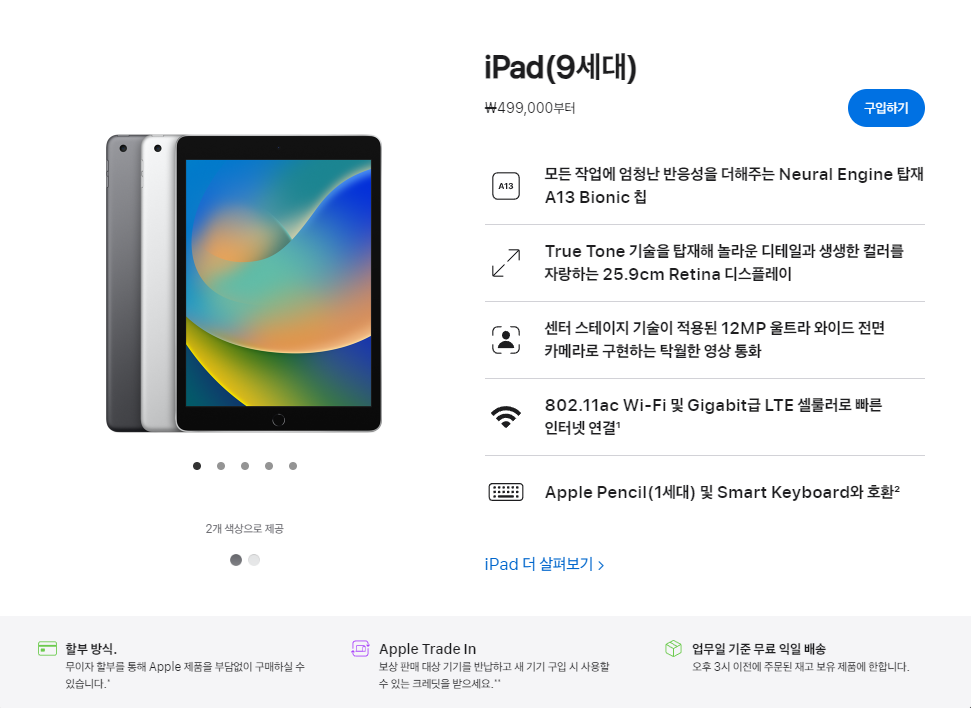 iPad(9세대)
₩499,000부터
구입하기
A13
모든 작업에 엄청난 반응성을 더해주는 Neural Engine 탑재
A13 Bionic 칩
True Tone 기술을 탑재해 놀라운 디테일과 생생한 컬러를
자랑하는 25.9cm Retina 디스플레이
센터 스테이지 기술이 적용된 12MP 울트라 와이드 전면
카메라로 구현하는 탁월한 영상 통화
802.11ac Wi-Fi 및 Gigabit급 LTE 셀룰러로 빠른
인터넷 연결¹
Apple Pencil(1세대) 및 Smart Keyboard와 호환²
iPad 더 살펴보기 >
2개 색상으로 제공
할부 방식.
무이자 할부를 통해 Apple 제품을 부담없이 구매하실 수
있습니다.*
Apple Trade In
보상 판매 대상 기기를 반납하고 새 기기 구입 시 사용할
수 있는 크레딧을 받으세요.**
업무일 기준 무료 익일 배송
오후 3시 이전에 주문된 재고 보유 제품에 한합니다.